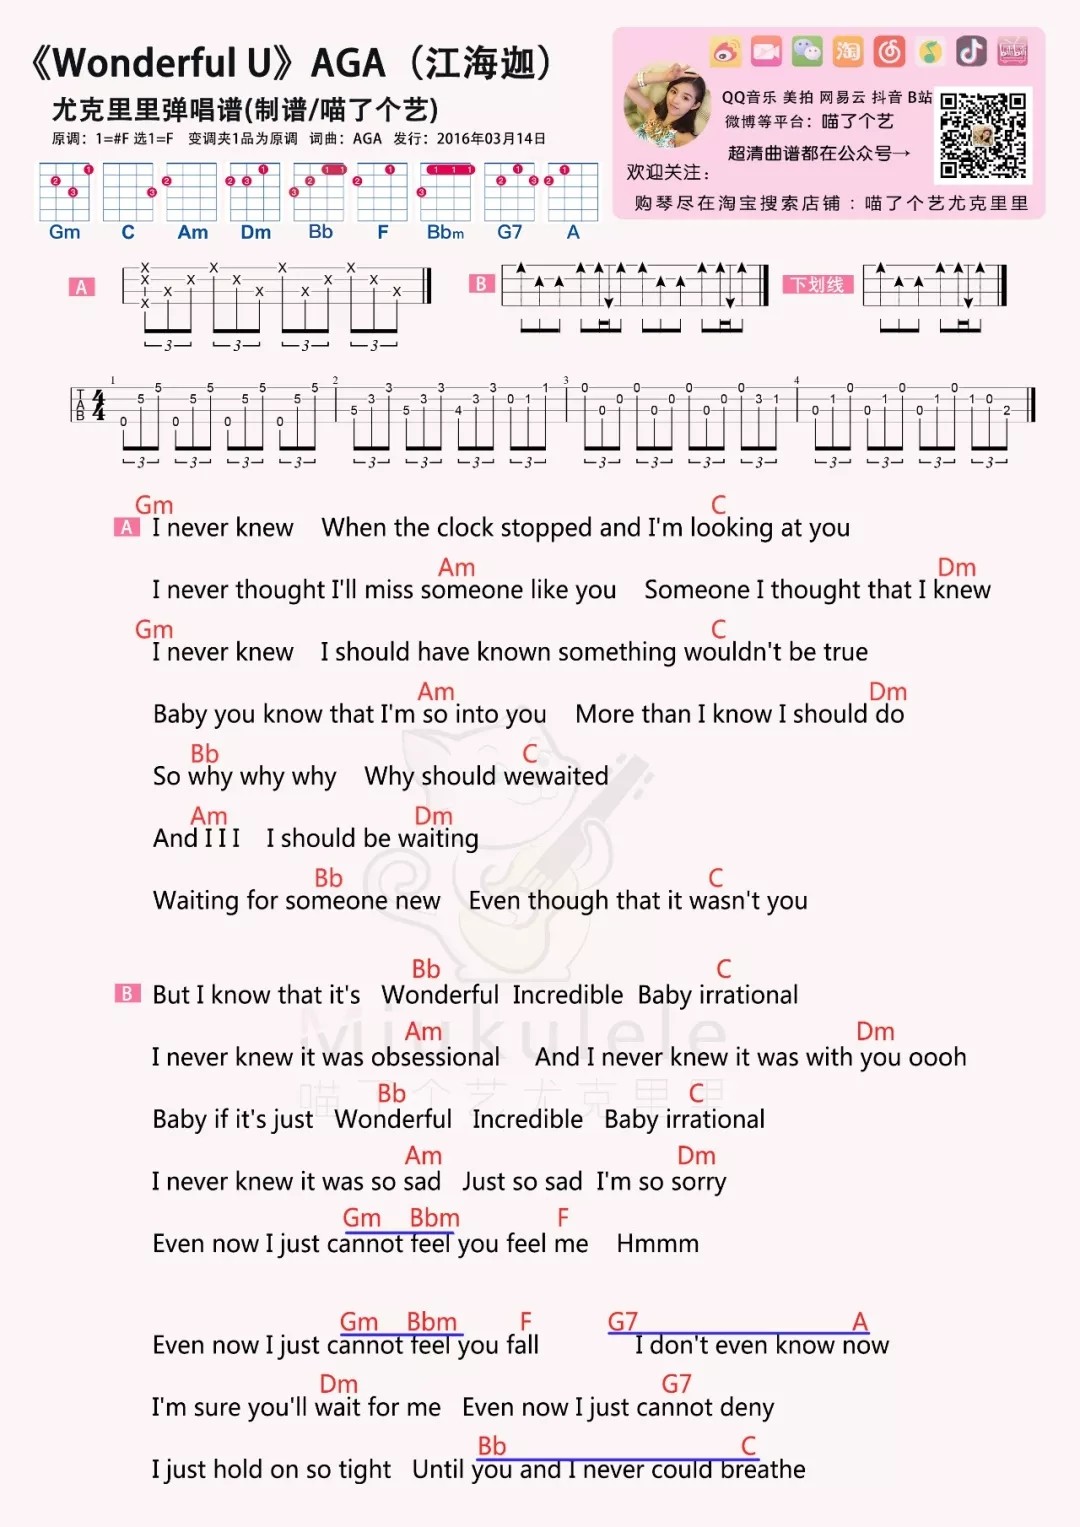 《Wonderful U》AGA（江海迦）
尤克里里弹唱谱(制谱/喵了个艺)
原调：1=#F 选1=F 变调夹1品为原调 词曲：AGA 发行：2016年03月14日
QQ音乐 美拍 网易云 抖音 B站
微博等平台：喵了个艺
超清曲谱都在公众号→
欢迎关注：
购琴尽在淘宝搜索店铺：喵了个艺尤克里里
Gm C Am Dm Bb F Bbm G7 A
A B 下划线
Gm C
A I never knew When the clock stopped and I'm looking at you
Am Dm
I never thought I'll miss someone like you Someone I thought that I knew
Gm C
I never knew I should have known something wouldn't be true
Am Dm
Baby you know that I'm so into you More than I know I should do
Bb C
So why why why Why should wewaited
Am Dm
And I I I I should be waiting
Bb C
Waiting for someone new Even though that it wasn't you
Bb C
B But I know that it's Wonderful Incredible Baby irrational
Miukulele
Am Dm
I never knew it was obsessional And I never knew it was with you oooh
喵了个艺尤克里里
Bb C
Baby if it's just Wonderful Incredible Baby irrational
Am Dm
I never knew it was so sad Just so sad I'm so sorry
Gm Bbm F
Even now I just cannot feel you feel me Hmmm
Gm Bbm F G7 A
Even now I just cannot feel you fall I don't even know now
Dm G7
I'm sure you'll wait for me Even now I just cannot deny
Bb C
I just hold on so tight Until you and I never could breathe